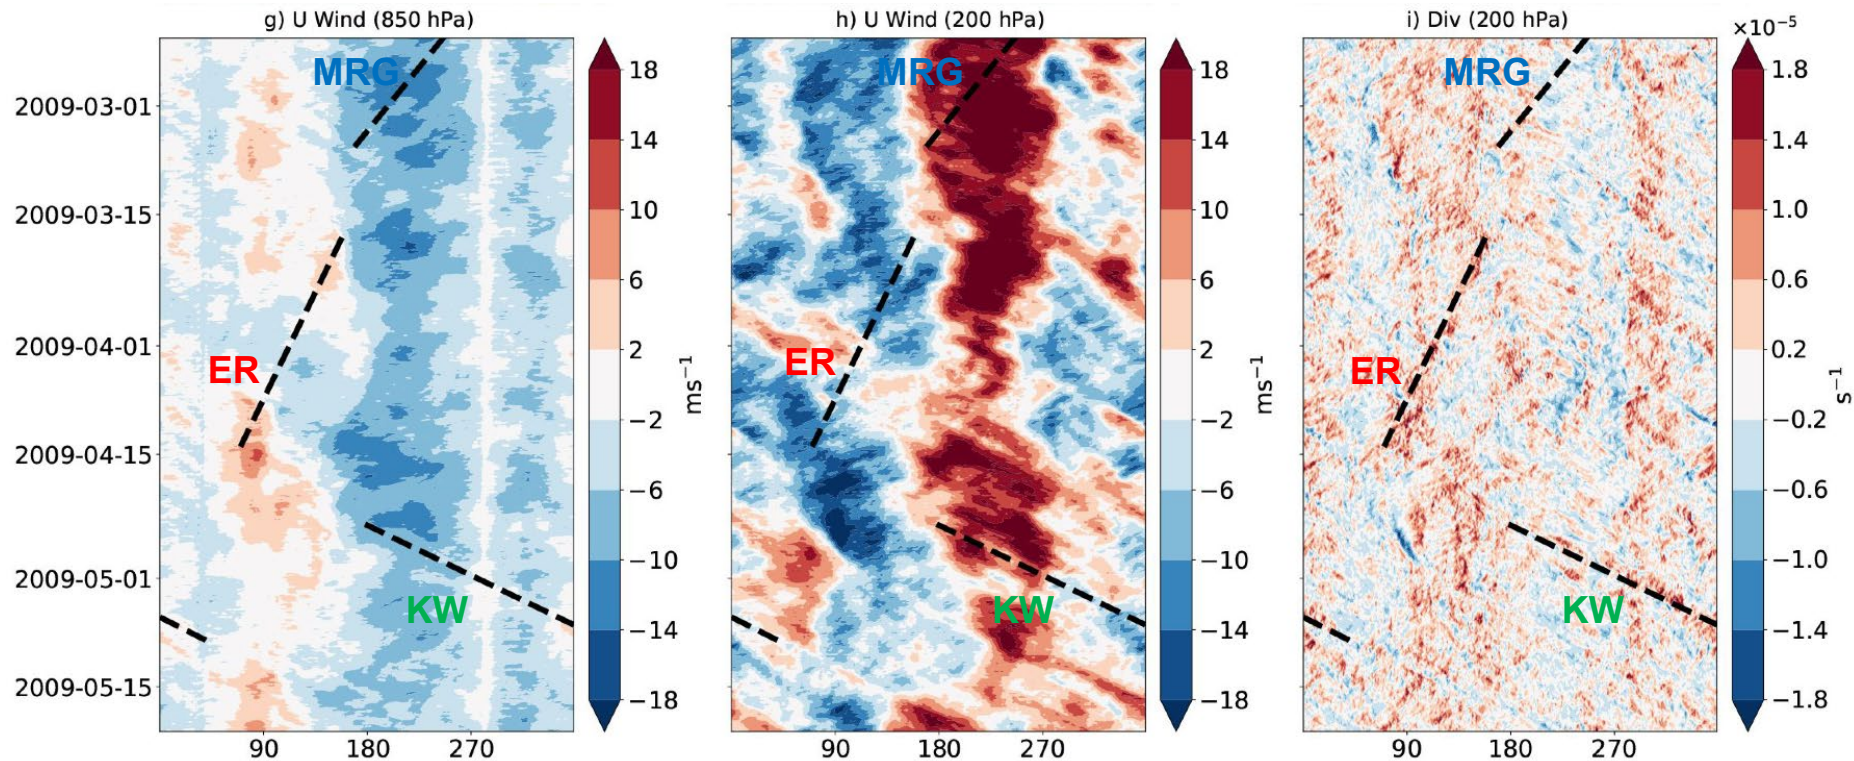 g) U Wind (850 hPa)
MRG
ER
KW
2009-03-01
2009-03-15
2009-04-01
2009-04-15
2009-05-01
2009-05-15
90 180 270
18
14
10
6
2
−2
−6
−10
−14
−18
ms⁻¹
h) U Wind (200 hPa)
MRG
ER
KW
90 180 270
18
14
10
6
2
−2
−6
−10
−14
−18
ms⁻¹
i) Div (200 hPa)
MRG
ER
KW
90 180 270
×10⁻⁵
1.8
1.4
1.0
0.6
0.2
−0.2
−0.6
−1.0
−1.4
−1.8
s⁻¹